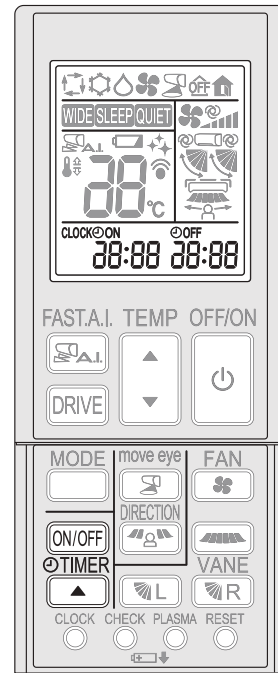 OFF
WIDE SLEEP QUIET
A.I.
88 °C
CLOCK ON OFF
88:88 88:88
FAST.A.I. TEMP OFF/ON
A.I.
DRIVE
MODE move eye FAN
DIRECTION
ON/OFF
TIMER VANE
L R
CLOCK CHECK PLASMA RESET